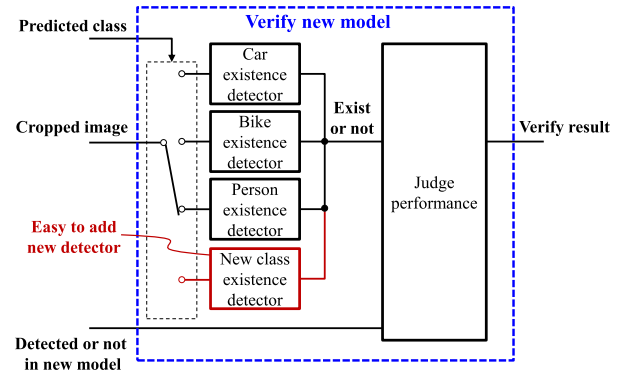 Verify new model
Predicted class
Car
existence
detector
Cropped image
Bike
existence
detector
Exist
or not
Verify result
Person
existence
detector
Judge
performance
Easy to add
new detector
New class
existence
detector
Detected or not
in new model